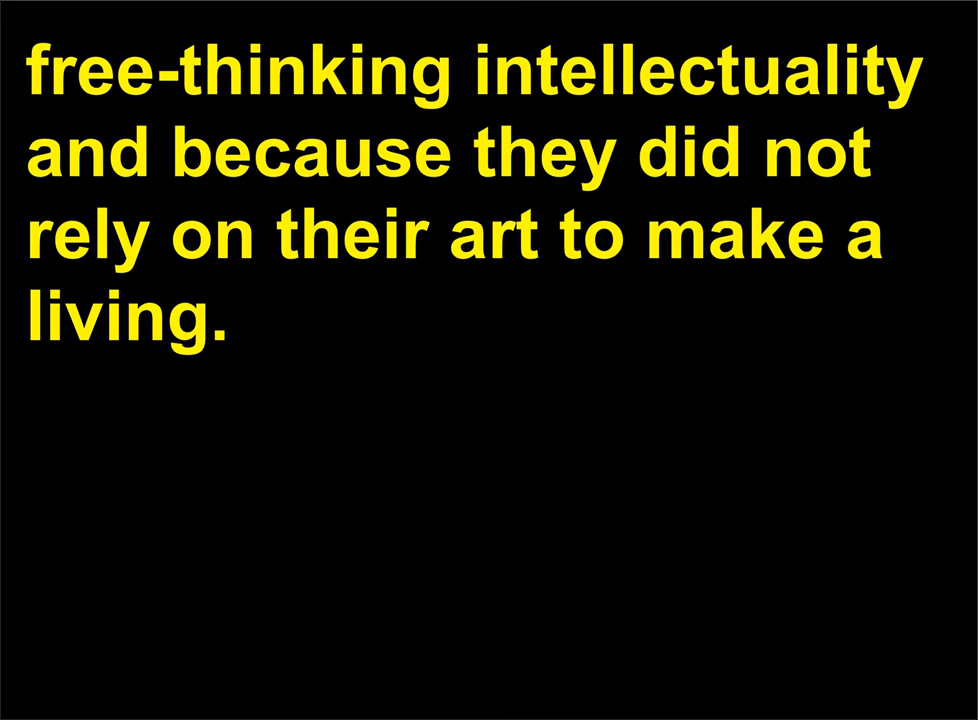 free-thinking intellectuality
and because they did not
rely on their art to make a
living.